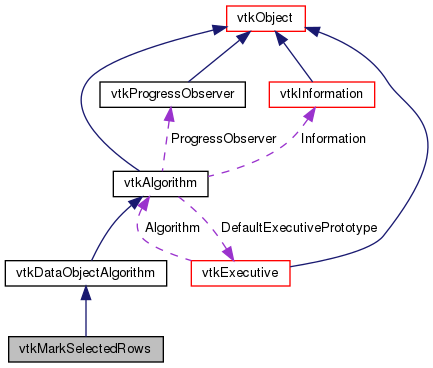 vtkObject
vtkProgressObserver
vtkInformation
ProgressObserver
Information
vtkAlgorithm
Algorithm
DefaultExecutivePrototype
vtkDataObjectAlgorithm
vtkExecutive
vtkMarkSelectedRows